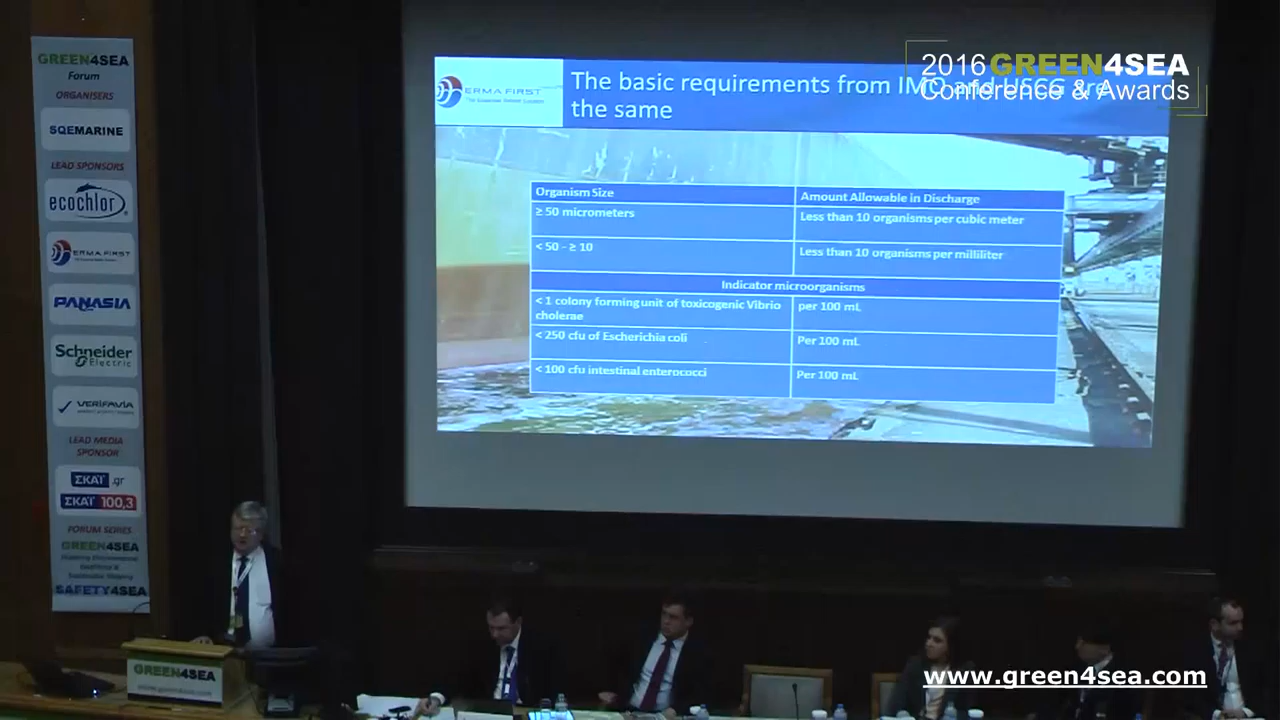 GREEN4SEA
Forum
ORGANISERS
SQEMARINE
LEAD SPONSORS
ecochlor
ERMA FIRST
PANASIA
Schneider
Electric
VERIFAVIA
LEAD MEDIA
SPONSOR
ΣΚΑΪ.gr
ΣΚΑΪ 100,3
FORUM SERIES
GREEN4SEA
SAFETY4SEA
ERMA FIRST
The basic requirements from IMO and USCG are
the same
2016 GREEN4SEA
Conference & Awards
Organism Size
Amount Allowable in Discharge
≥ 50 micrometers
Less than 10 organisms per cubic meter
< 50 - ≥ 10
Less than 10 organisms per milliliter
Indicator microorganisms
< 1 colony forming unit of toxicogenic Vibrio
cholerae
per 100 mL
< 250 cfu of Escherichia coli
Per 100 mL
< 100 cfu intestinal enterococci
Per 100 mL
GREEN4SEA
www.green4sea.com
www.green4sea.com